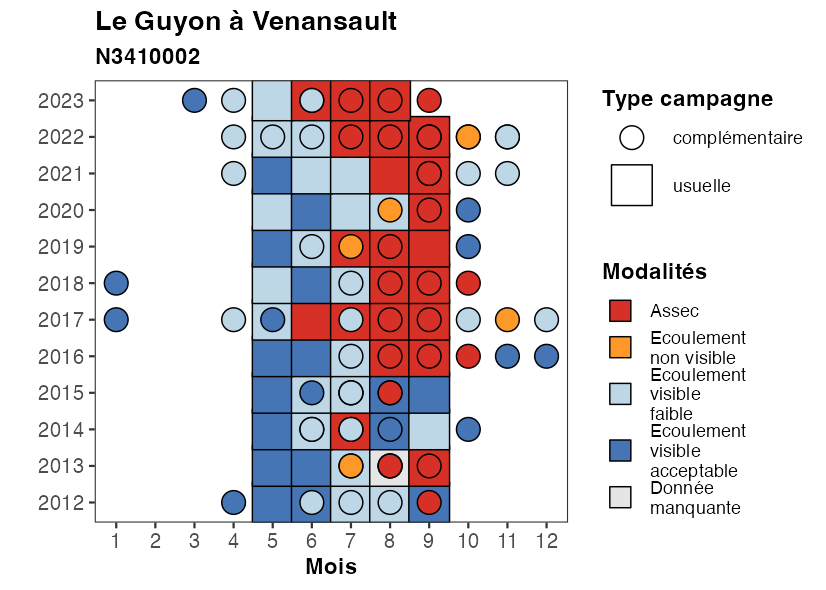 Le Guyon à Venansault
N3410002
2023
2022
2021
2020
2019
2018
2017
2016
2015
2014
2013
2012
1 2 3 4 5 6 7 8 9 10 11 12
Mois
Type campagne
complémentaire
usuelle
Modalités
Assec
Ecoulement
non visible
Ecoulement
visible
faible
Ecoulement
visible
acceptable
Donnée
manquante